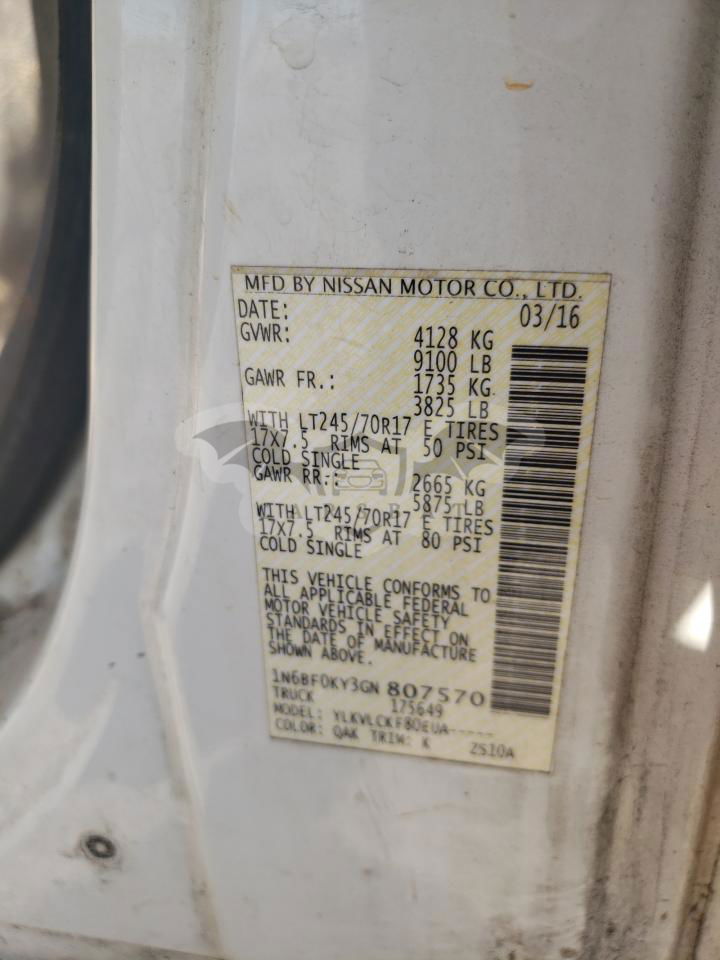 MFD BY NISSAN MOTOR CO., LTD.
DATE: 03/16
GVWR: 4128 KG
9100 LB
GAWR FR.: 1735 KG
3825 LB
WITH LT245/70R17 E TIRES
17X7.5 RIMS AT 50 PSI
COLD SINGLE
GAWR RR.: 2665 KG
5875 LB
WITH LT245/70R17 E TIRES
17X7.5 RIMS AT 80 PSI
COLD SINGLE
THIS VEHICLE CONFORMS TO
ALL APPLICABLE FEDERAL
MOTOR VEHICLE SAFETY
STANDARDS IN EFFECT ON
THE DATE OF MANUFACTURE
SHOWN ABOVE.
1N6BF0KY3GN 807570
TRUCK 175649
MODEL: YLKVLCKF80EUA-----
COLOR: QAK TRIM: K ZS10A